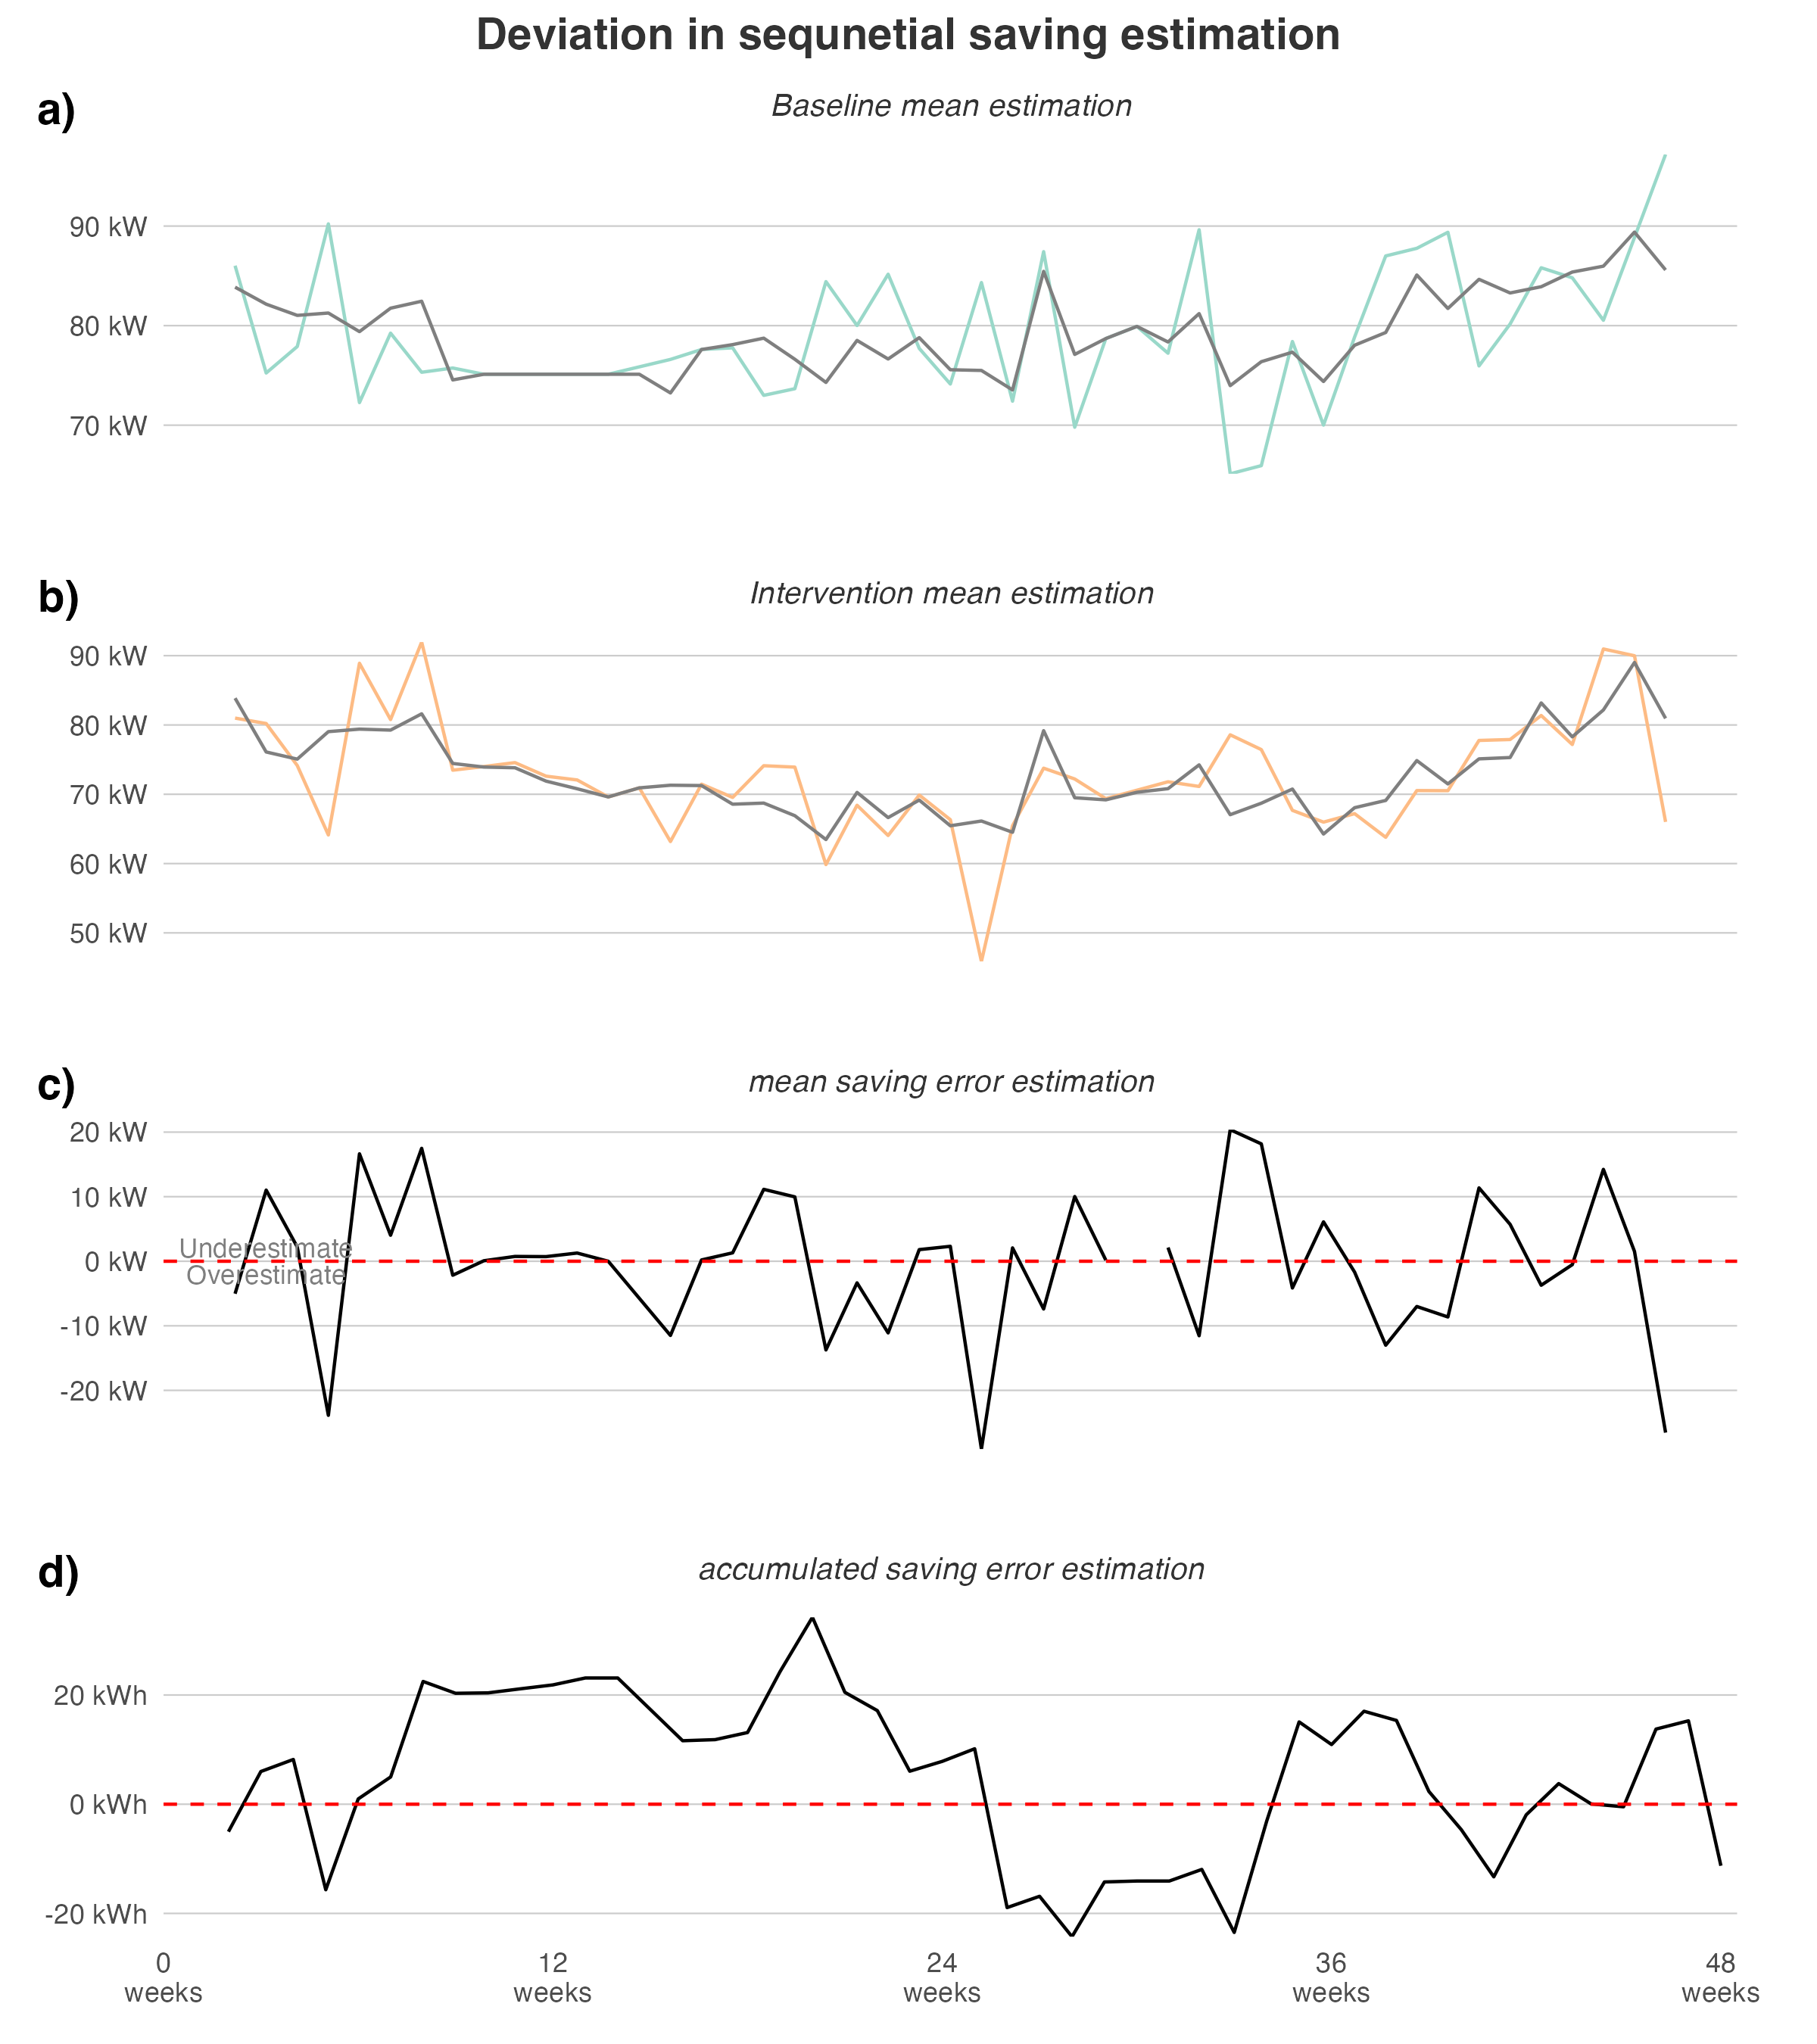 Deviation in sequnetial saving estimation
a)
Baseline mean estimation
90 kW
80 kW
70 kW
b)
Intervention mean estimation
90 kW
80 kW
70 kW
60 kW
50 kW
c)
mean saving error estimation
20 kW
10 kW
Underestimate
0 kW
Overestimate
-10 kW
-20 kW
d)
accumulated saving error estimation
20 kWh
0 kWh
-20 kWh
0 12 24 36 48
weeks weeks weeks weeks weeks